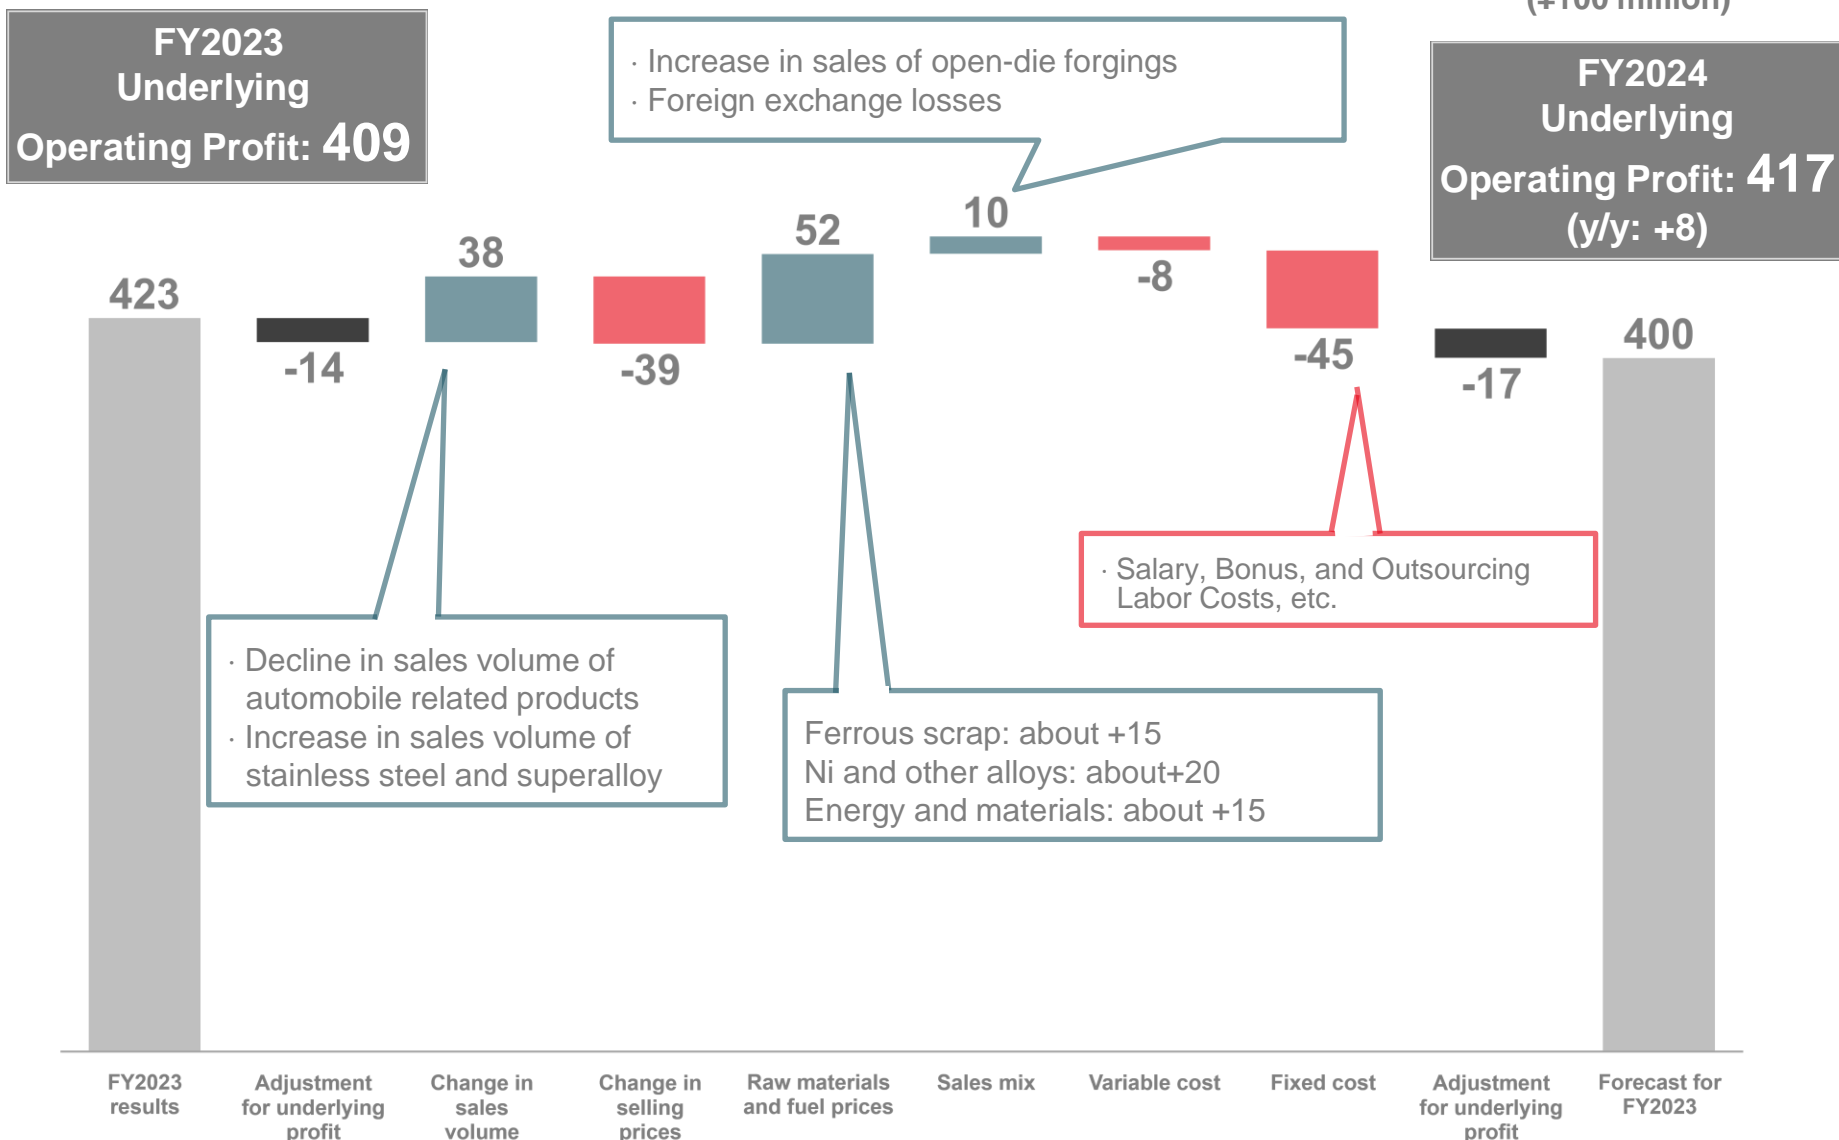 (¥100 million)
FY2023
Underlying
Operating Profit: 409
· Increase in sales of open-die forgings
· Foreign exchange losses
FY2024
Underlying
Operating Profit: 417
(y/y: +8)
423
-14
38
-39
52
10
-8
-45
-17
400
· Decline in sales volume of
automobile related products
· Increase in sales volume of
stainless steel and superalloy
Ferrous scrap: about +15
Ni and other alloys: about+20
Energy and materials: about +15
· Salary, Bonus, and Outsourcing
Labor Costs, etc.
FY2023
results
Adjustment
for underlying
profit
Change in
sales
volume
Change in
selling
prices
Raw materials
and fuel prices
Sales mix
Variable cost
Fixed cost
Adjustment
for underlying
profit
Forecast for
FY2023